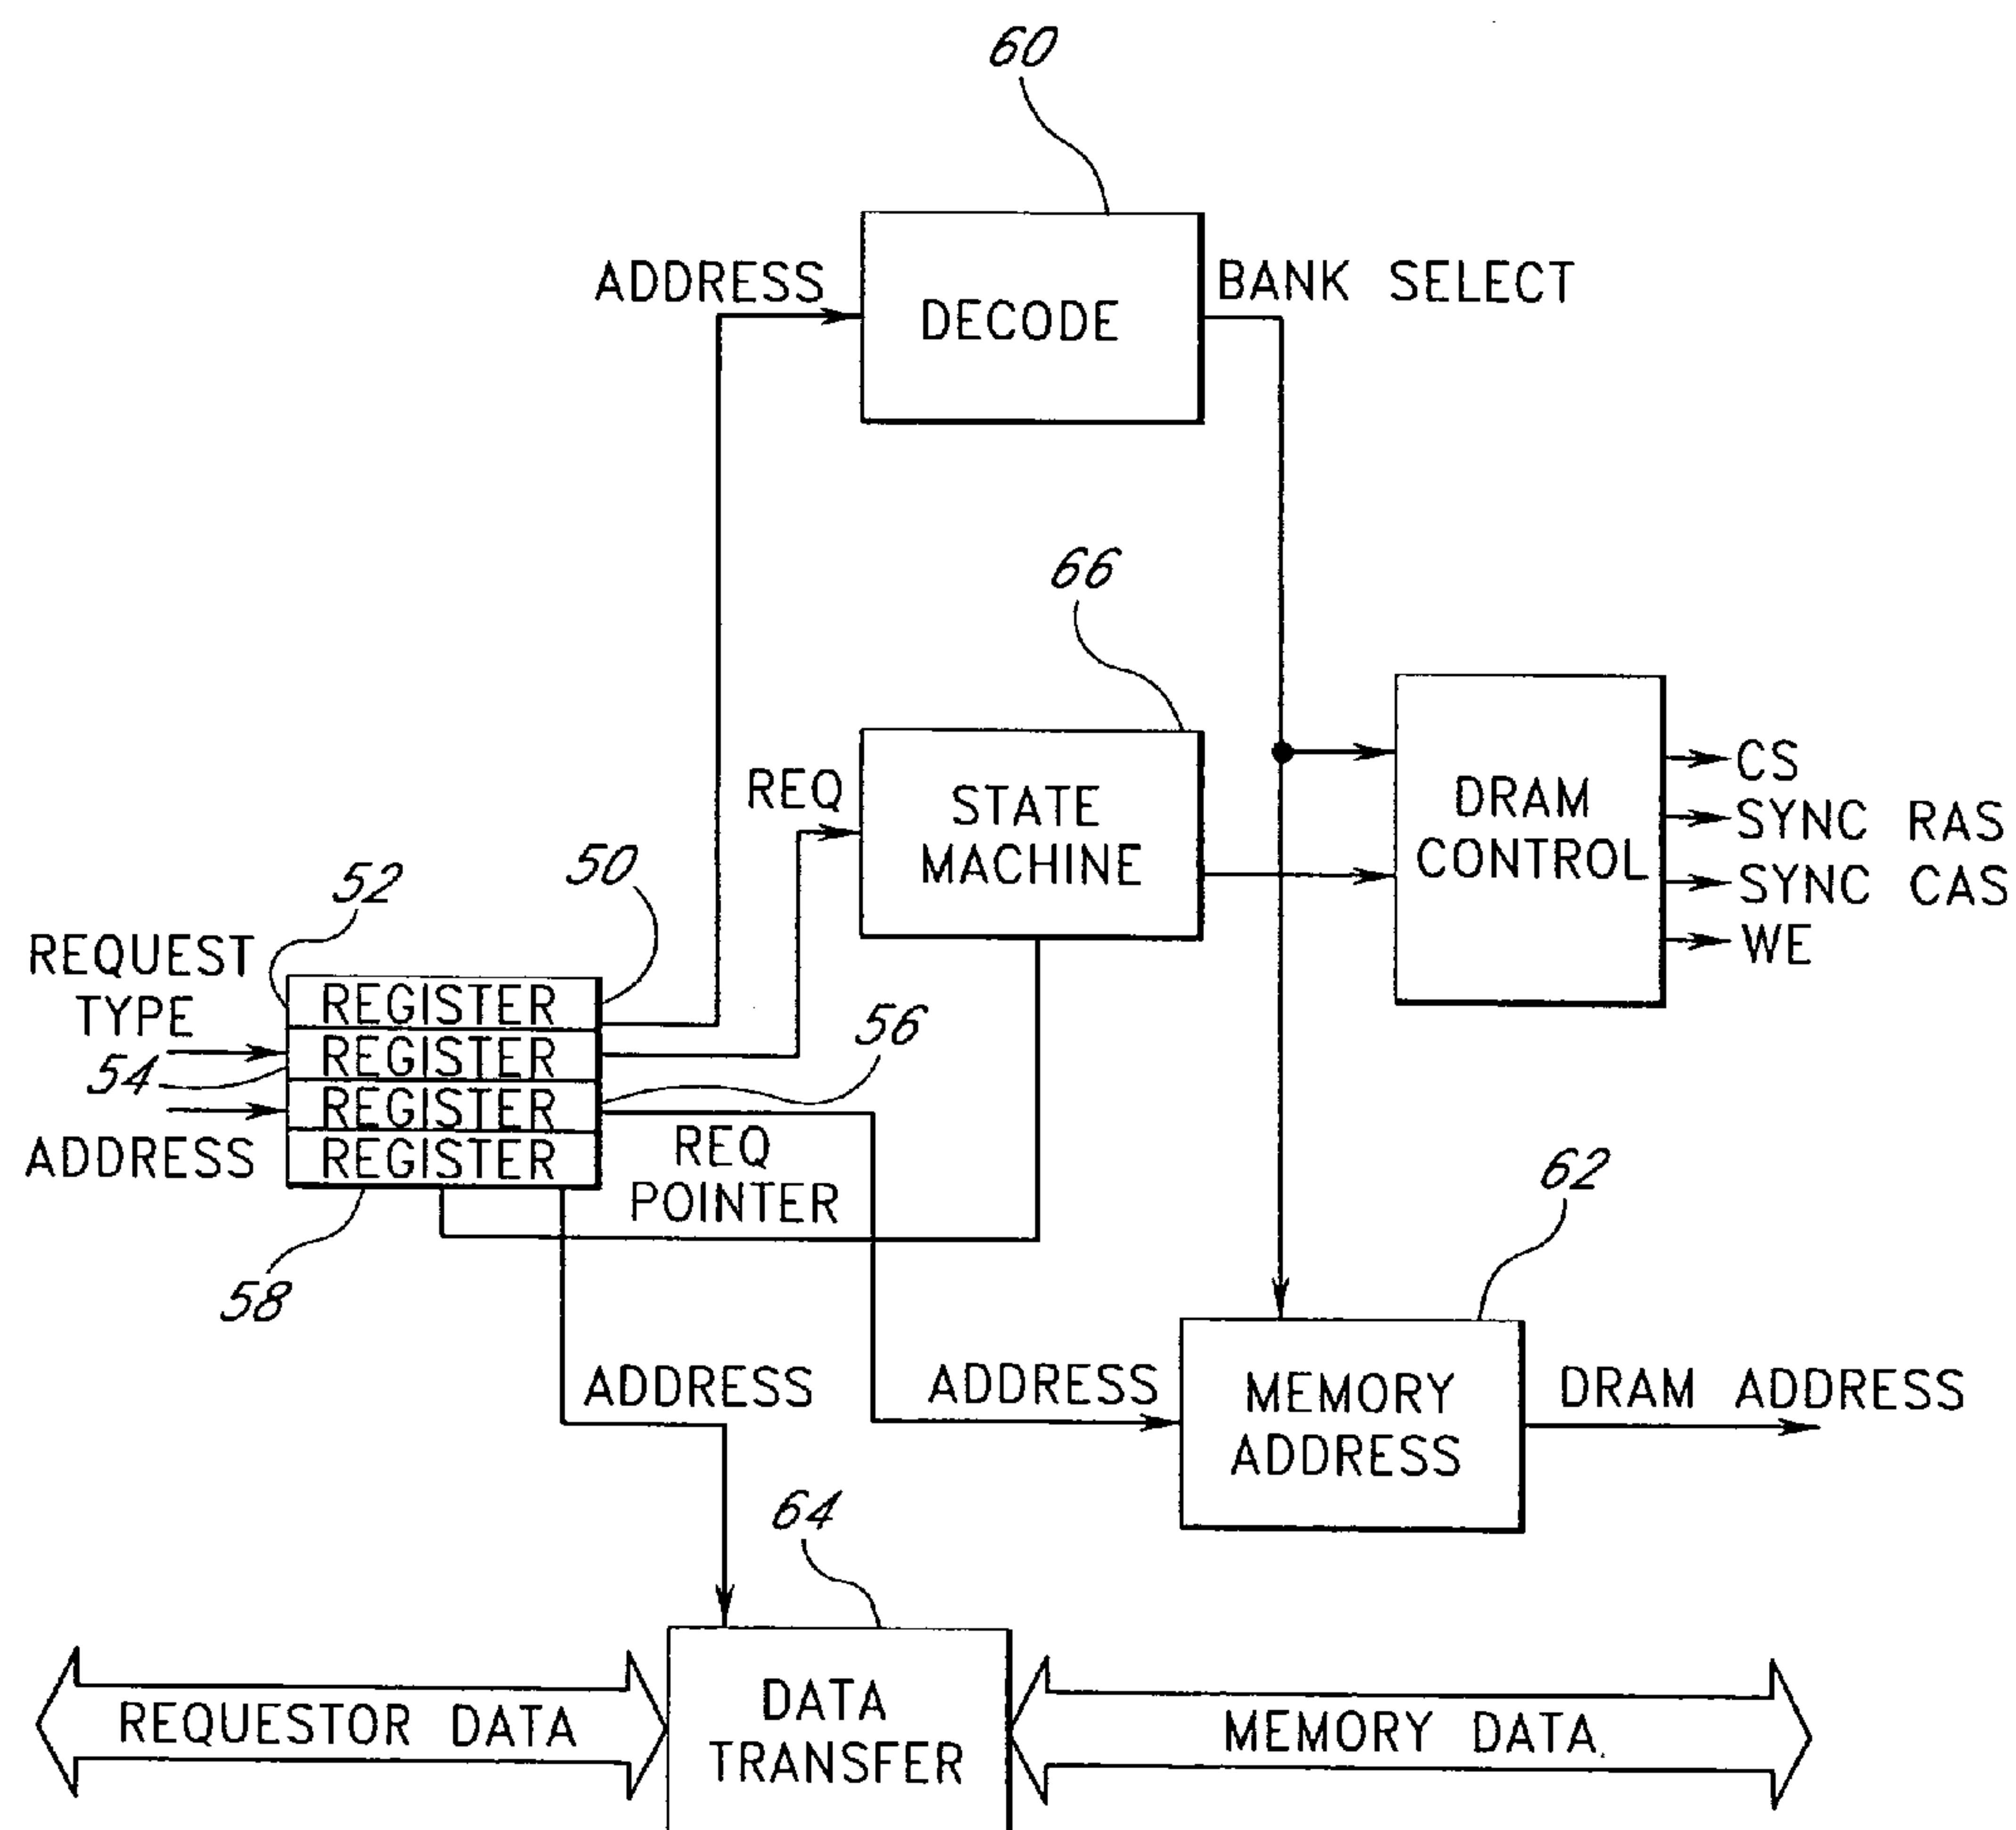 60
ADDRESS
DECODE
BANK SELECT
66
REQ
STATE
MACHINE
DRAM
CONTROL
CS
SYNC RAS
SYNC CAS
WE
52
50
REQUEST
TYPE
54
ADDRESS
REGISTER
REGISTER
REGISTER
REGISTER
56
58
REQ
POINTER
62
ADDRESS
ADDRESS
MEMORY
ADDRESS
DRAM ADDRESS
64
REQUESTOR DATA
DATA
TRANSFER
MEMORY DATA